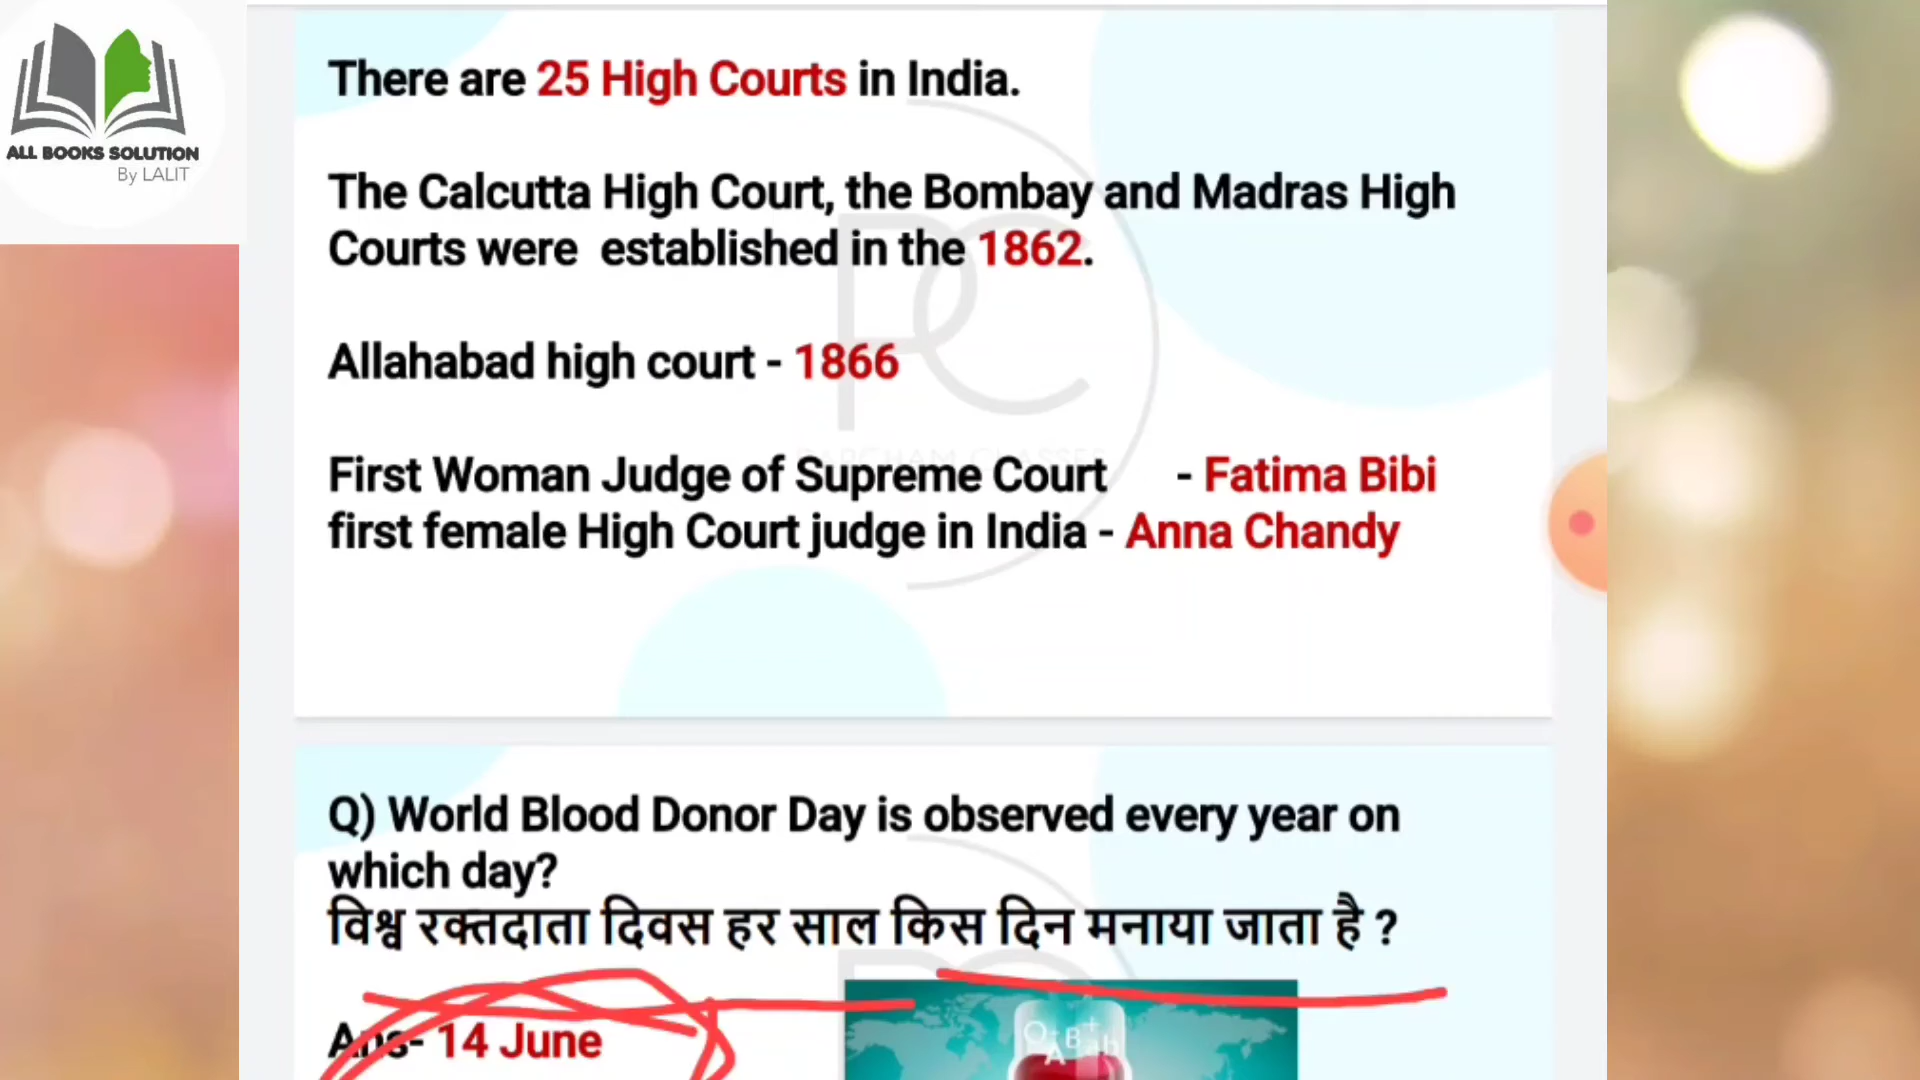 ALL BOOKS SOLUTION
By LALIT
There are 25 High Courts in India.
The Calcutta High Court, the Bombay and Madras High
Courts were established in the 1862.
Allahabad high court - 1866
First Woman Judge of Supreme Court - Fatima Bibi
first female High Court judge in India - Anna Chandy
Q) World Blood Donor Day is observed every year on
which day?
विश्व रक्तदाता दिवस हर साल किस दिन मनाया जाता है ?
Ans- 14 June